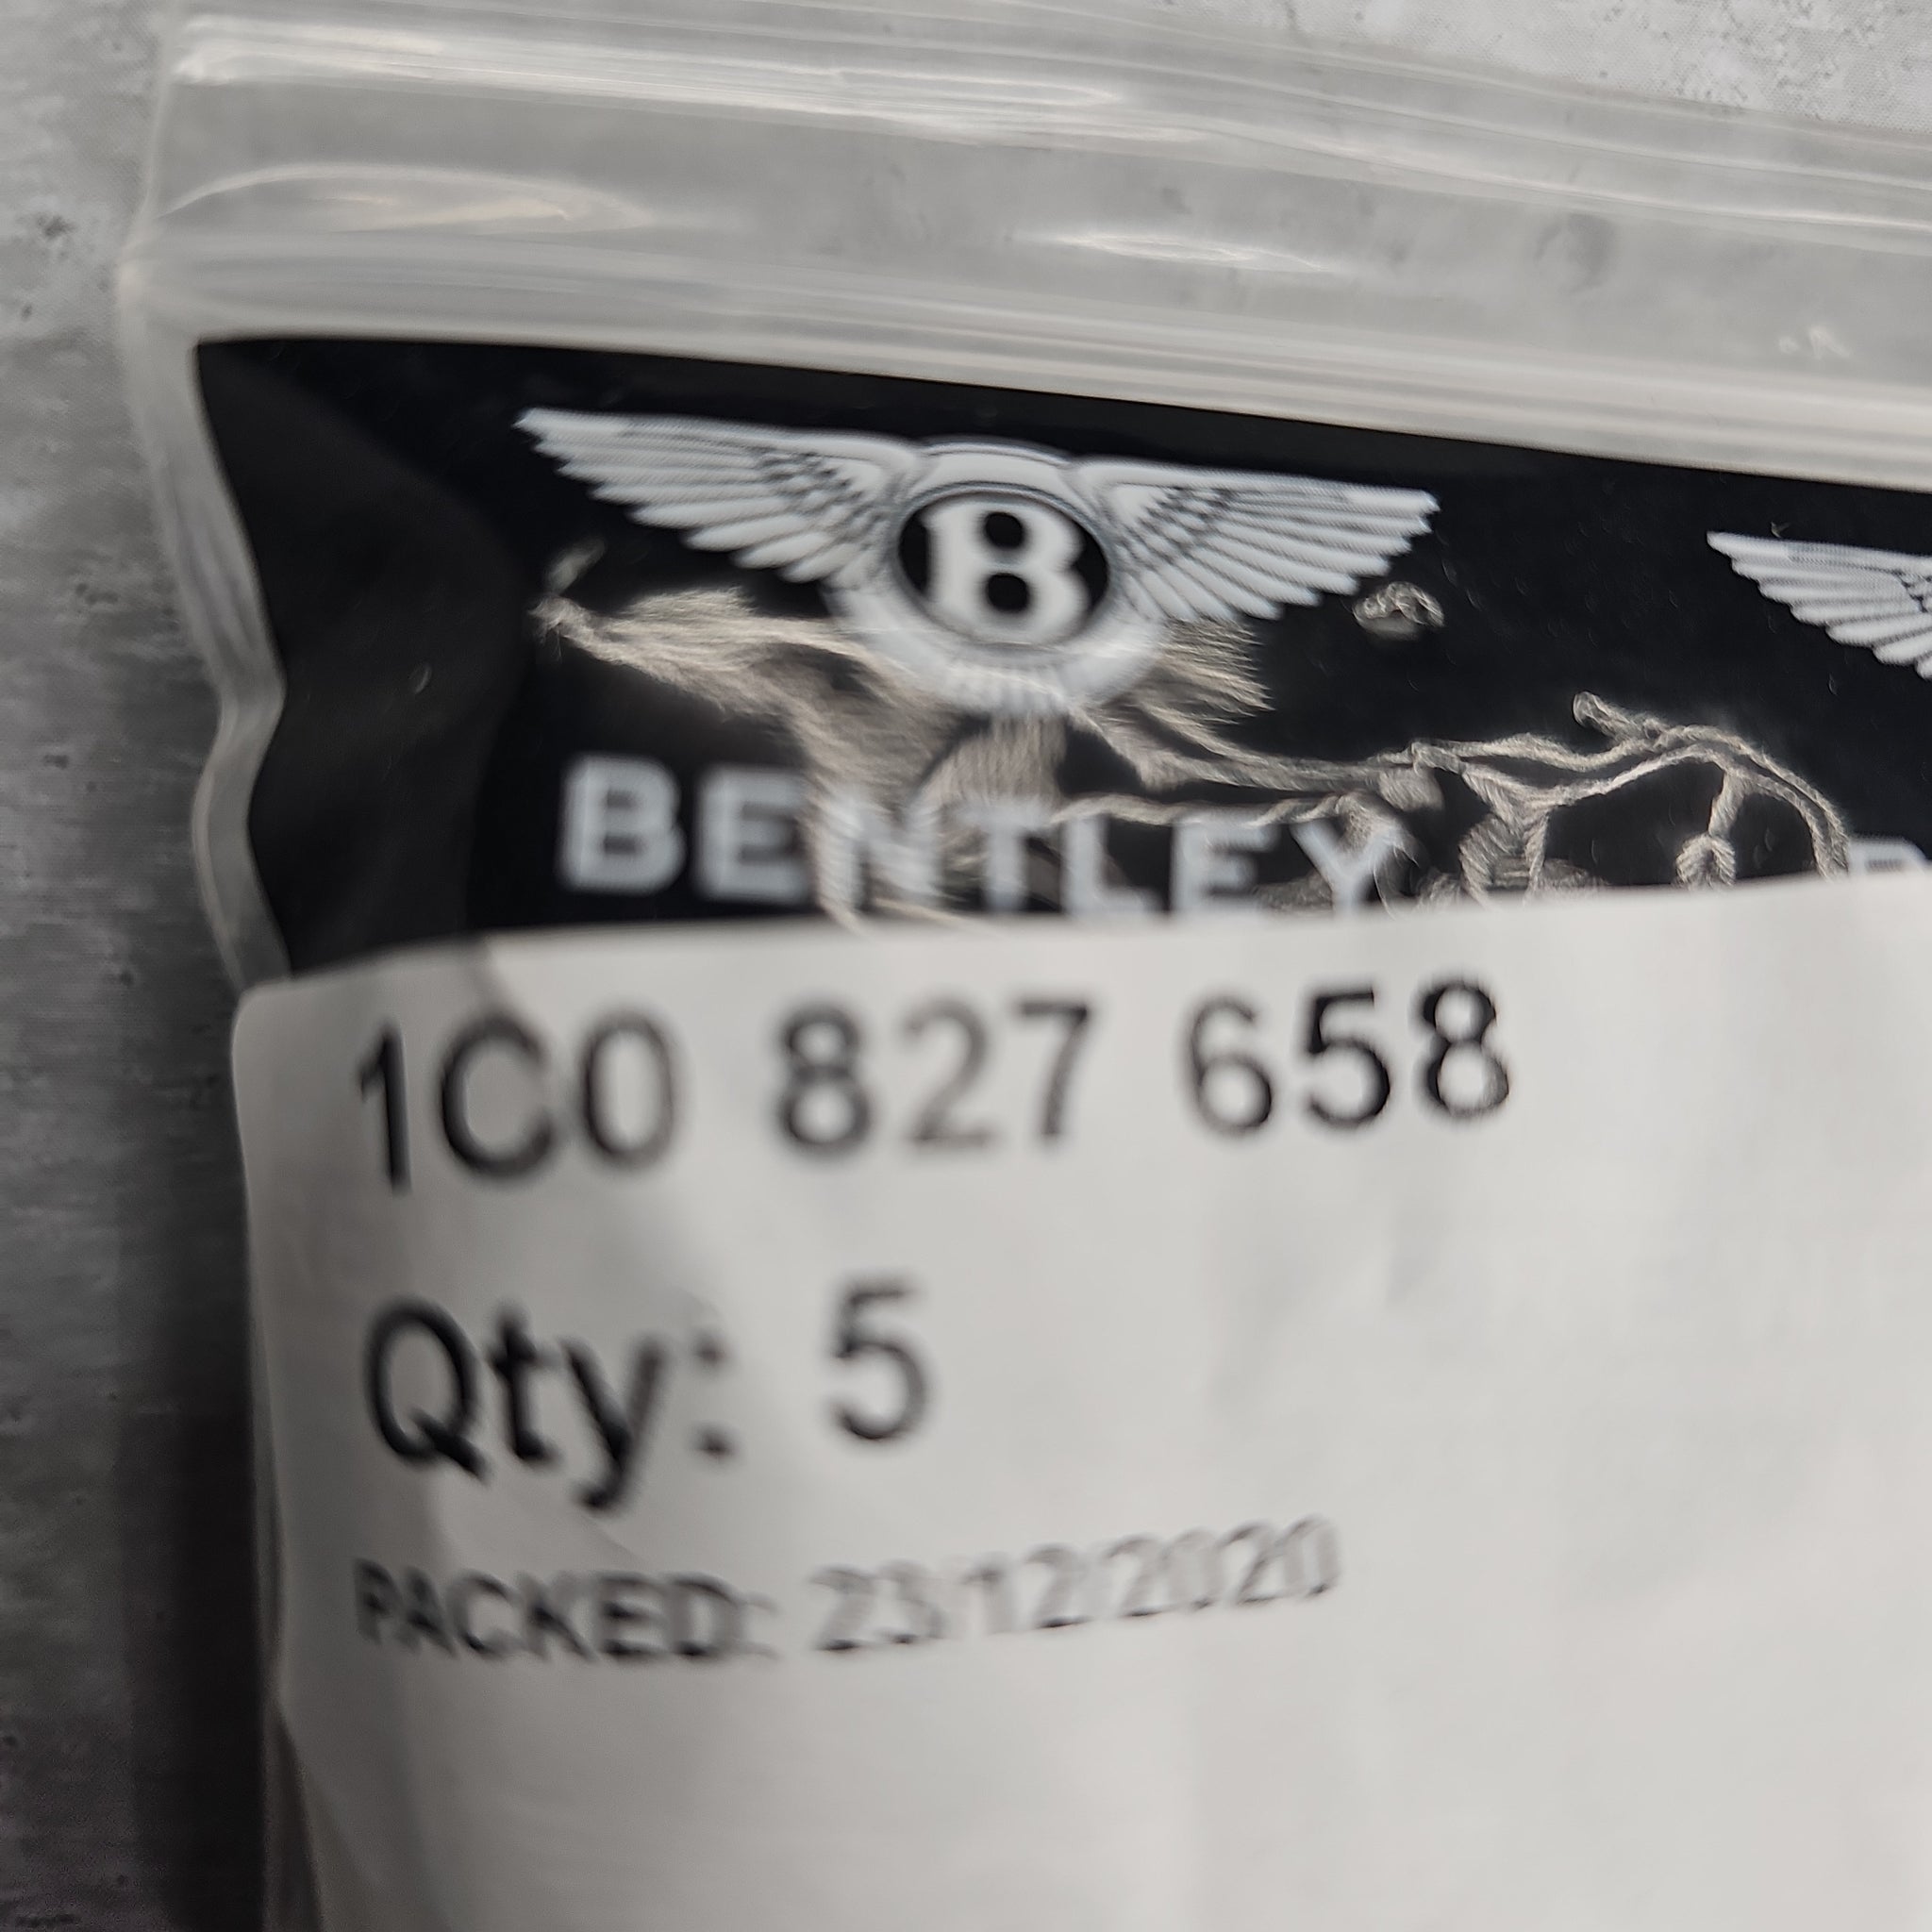 B
BENTLEY
1C0 827 658
Qty: 5
PACKED: 23/12/2020